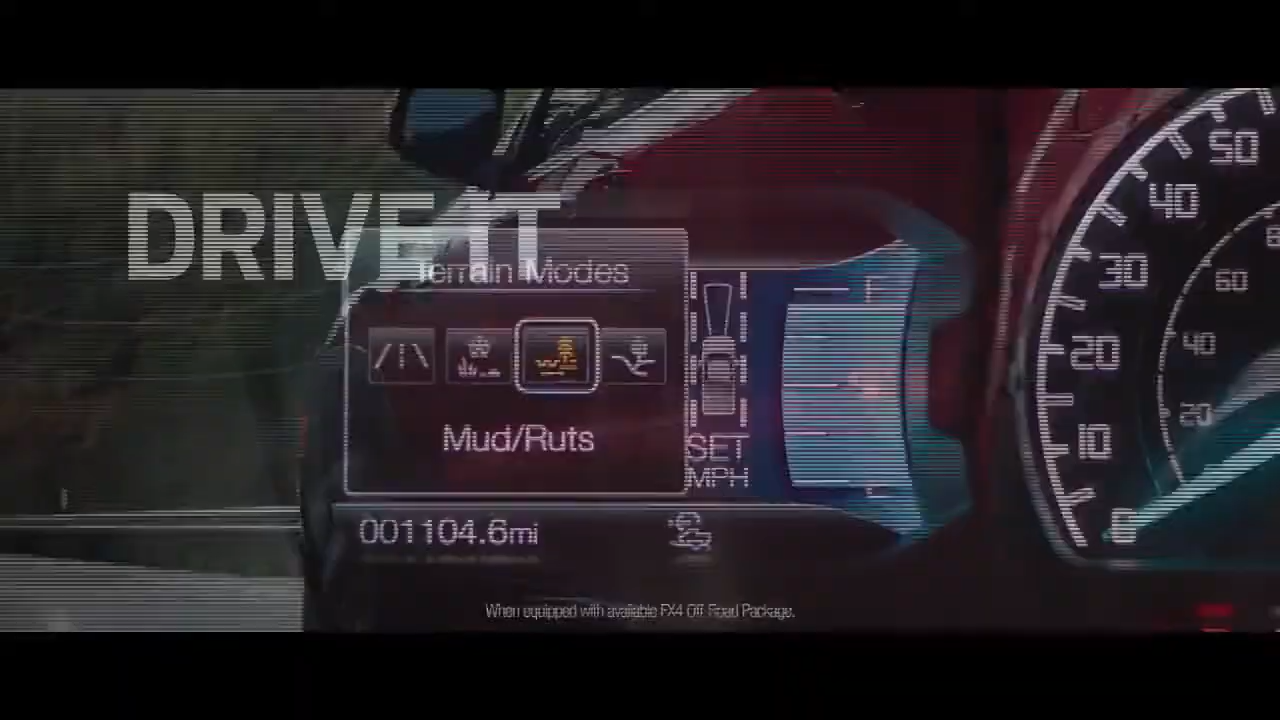 DRIVE IT
Terrain Modes
Mud/Ruts
SET
MPH
001104.6mi
F
E
50
40
30
20
10
0
60
40
20
When equipped with available FX4 Off-Road Package.